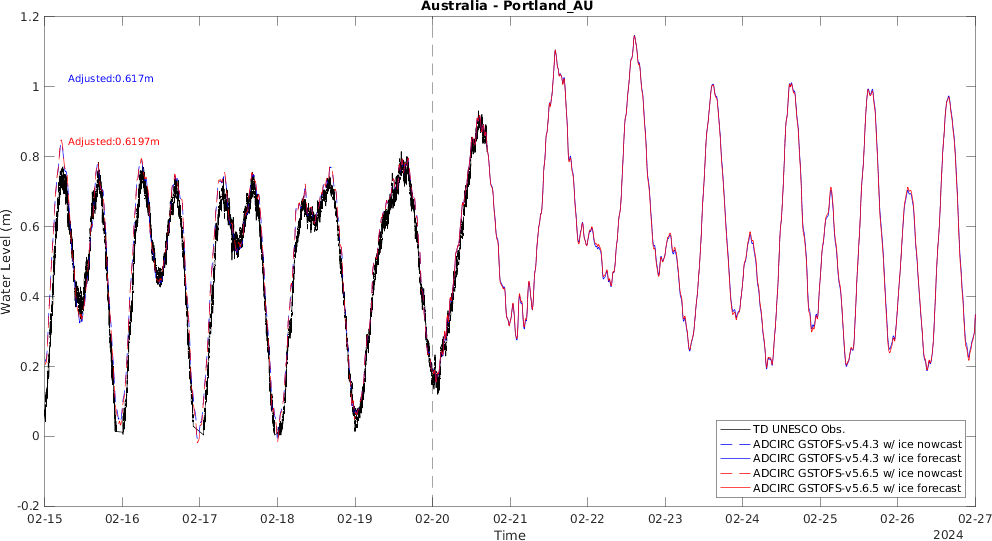 Australia - Portland_AU
1.2
1
0.8
0.6
0.4
0.2
0
-0.2
Water Level (m)
Adjusted:0.617m
Adjusted:0.6197m
TD UNESCO Obs.
ADCIRC GSTOFS-v5.4.3 w/ ice nowcast
ADCIRC GSTOFS-v5.4.3 w/ ice forecast
ADCIRC GSTOFS-v5.6.5 w/ ice nowcast
ADCIRC GSTOFS-v5.6.5 w/ ice forecast
02-15 02-16 02-17 02-18 02-19 02-20 02-21 02-22 02-23 02-24 02-25 02-26 02-27
Time
2024